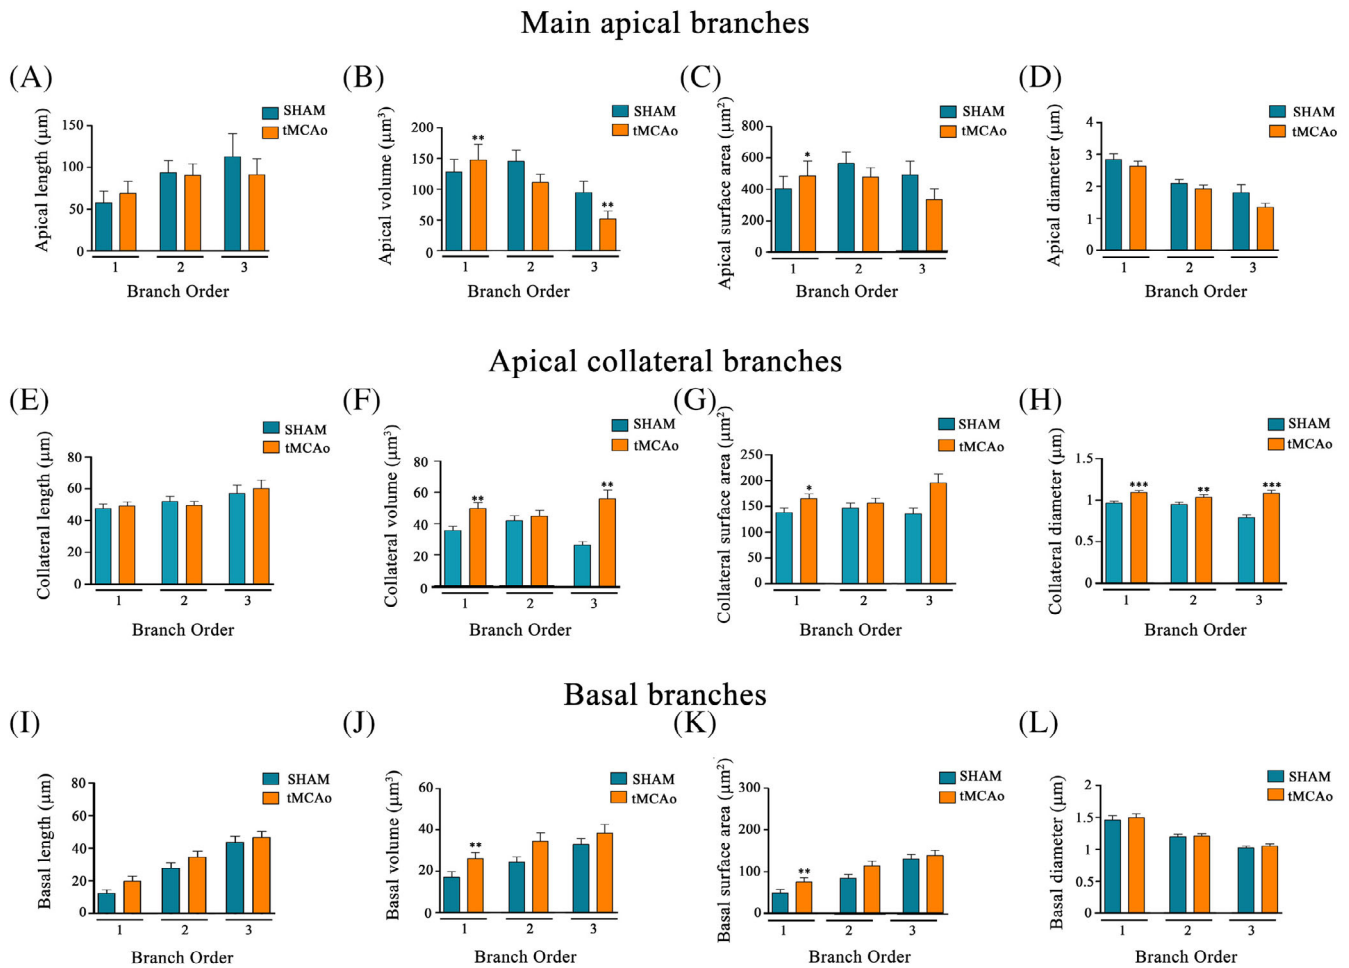 Main apical branches
(A)
Apical length (µm)
SHAM
tMCAo
150
100
50
0
1 2 3
Branch Order
(B)
Apical volume (µm³)
SHAM
tMCAo
200
150
100
50
0
**
**
1 2 3
Branch Order
(C)
Apical surface area (µm²)
SHAM
tMCAo
800
600
400
200
0
*
1 2 3
Branch Order
(D)
Apical diameter (µm)
SHAM
tMCAo
4
3
2
1
0
1 2 3
Branch Order
Apical collateral branches
(E)
Collateral length (µm)
SHAM
tMCAo
80
60
40
20
0
1 2 3
Branch Order
(F)
Collateral volume (µm³)
SHAM
tMCAo
80
60
40
20
0
** **
1 2 3
Branch Order
(G)
Collateral surface area (µm²)
SHAM
tMCAo
250
200
150
100
50
0
*
1 2 3
Branch Order
(H)
Collateral diameter (µm)
SHAM
tMCAo
1.5
1
0.5
0
*** ** ***
1 2 3
Branch Order
Basal branches
(I)
Basal length (µm)
SHAM
tMCAo
80
60
40
20
0
1 2 3
Branch Order
(J)
Basal volume (µm³)
SHAM
tMCAo
60
40
20
0
**
1 2 3
Branch Order
(K)
Basal surface area (µm²)
SHAM
tMCAo
300
200
100
50
0
**
1 2 3
Branch Order
(L)
Basal diameter (µm)
SHAM
tMCAo
2
1.5
1
0.5
0
1 2 3
Branch Order